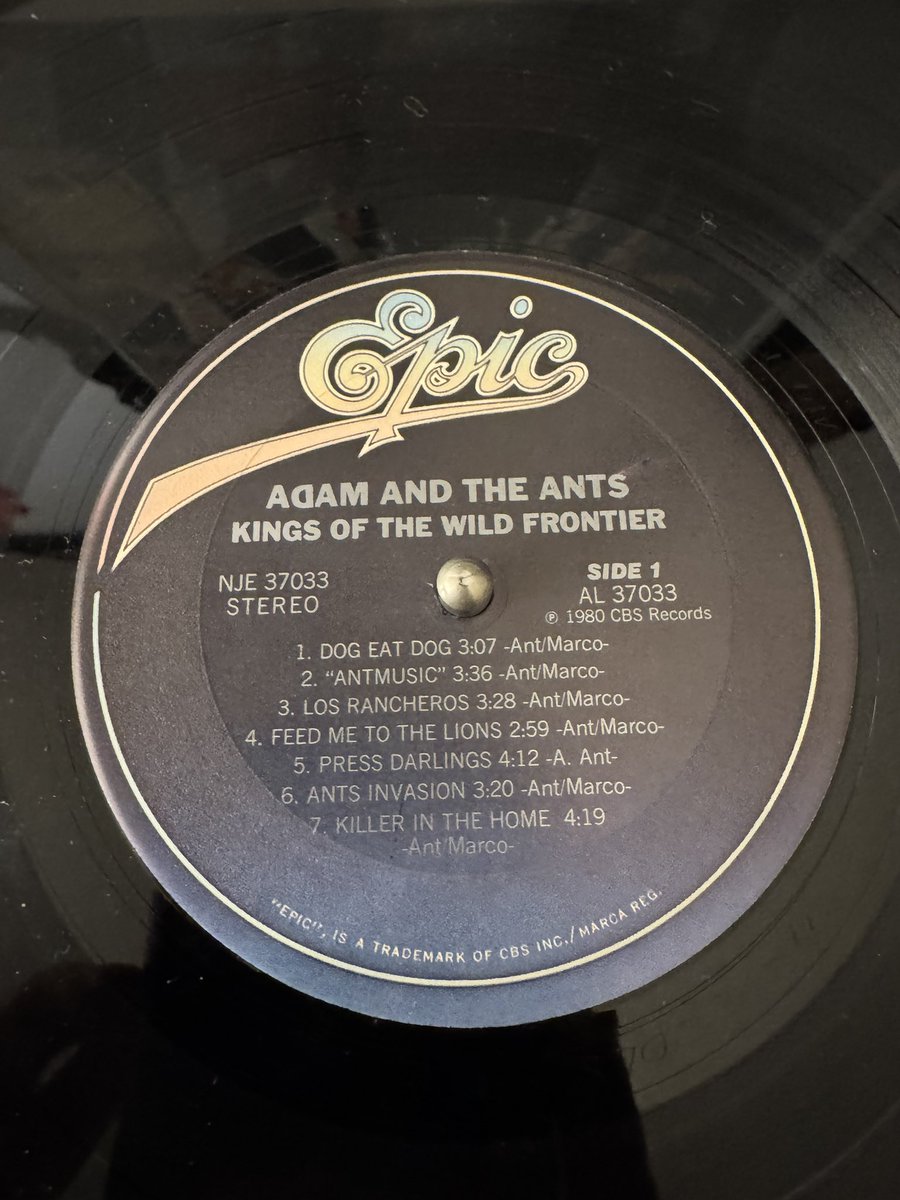 Epic
ADAM AND THE ANTS
KINGS OF THE WILD FRONTIER
NJE 37033
STEREO
SIDE 1
AL 37033
℗ 1980 CBS Records
1. DOG EAT DOG 3:07 -Ant/Marco-
2. “ANTMUSIC” 3:36 -Ant/Marco-
3. LOS RANCHEROS 3:28 -Ant/Marco-
4. FEED ME TO THE LIONS 2:59 -Ant/Marco-
5. PRESS DARLINGS 4:12 -A. Ant-
6. ANTS INVASION 3:20 -Ant/Marco-
7. KILLER IN THE HOME 4:19
-Ant/Marco-
"EPIC", IS A TRADEMARK OF CBS INC./MARCA REG.